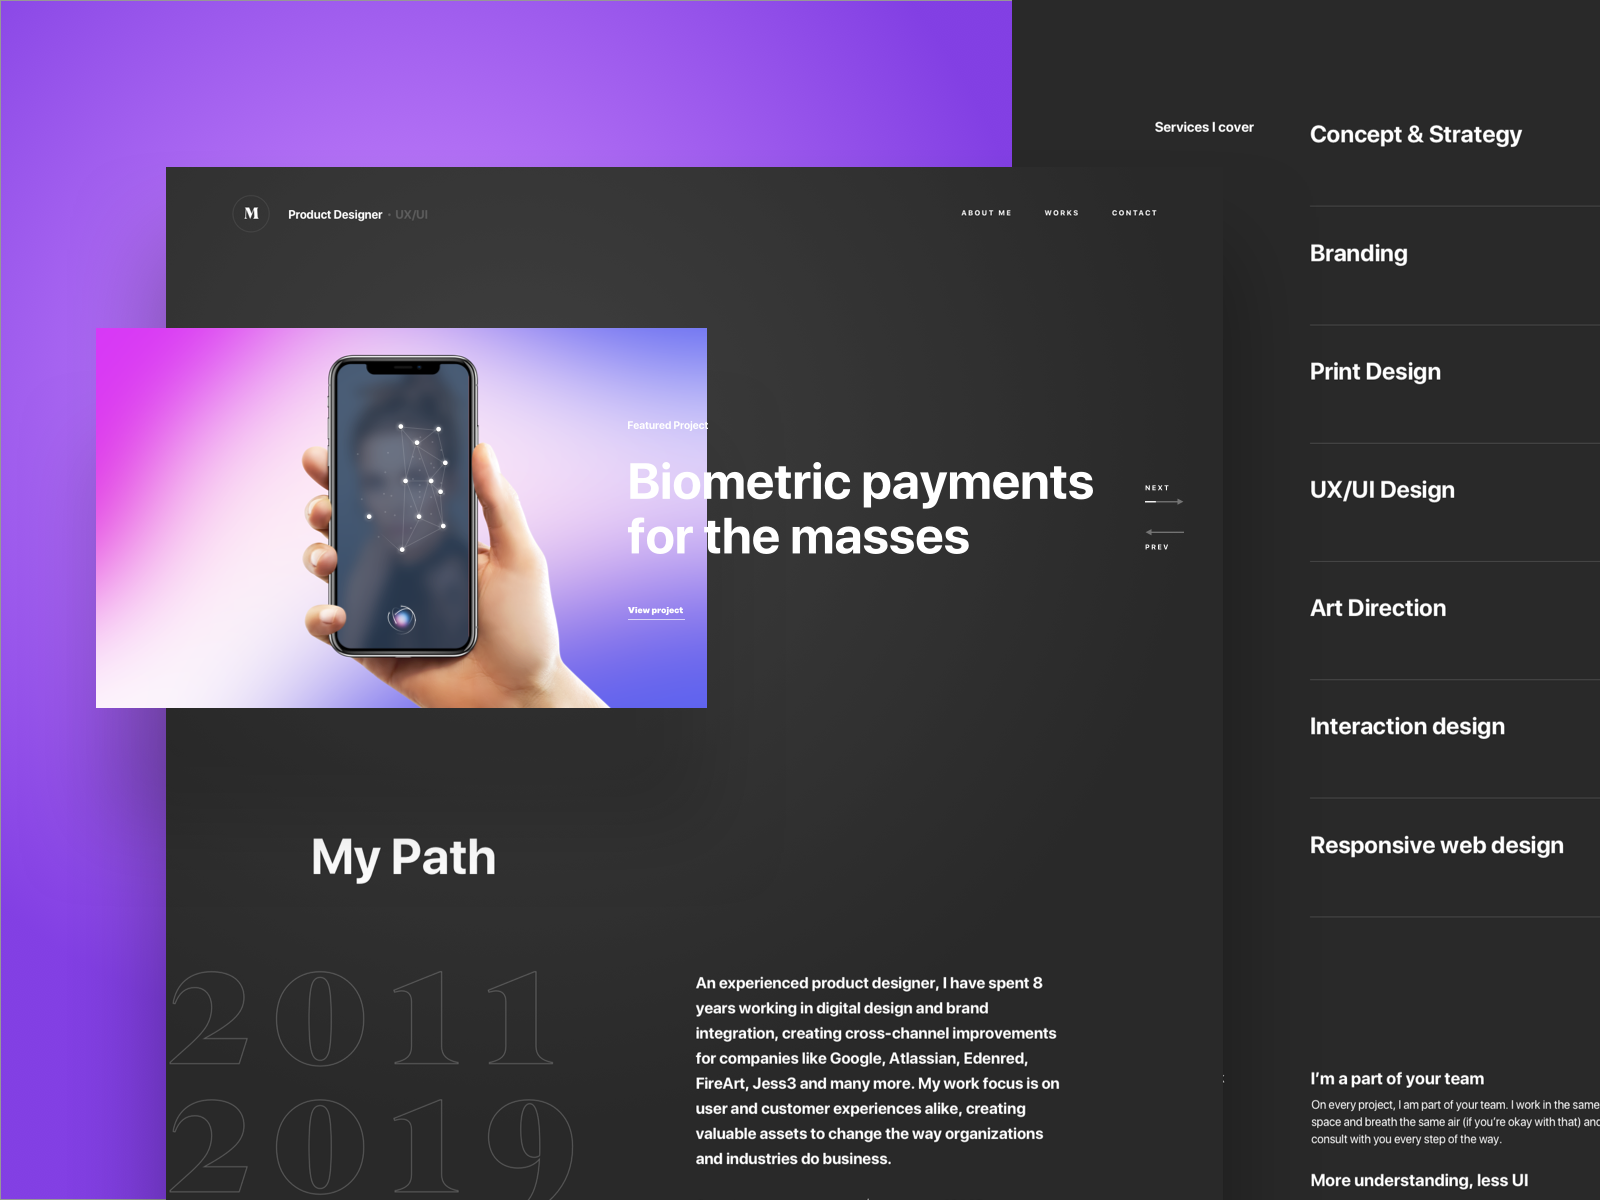 Services I cover
Concept & Strategy
Branding
Print Design
UX/UI Design
Art Direction
Interaction design
Responsive web design
M
Product Designer · UX/UI
ABOUT ME WORKS CONTACT
Featured Project
Biometric payments
for the masses
View project
NEXT
PREV
My Path
2011
2019
An experienced product designer, I have spent 8
years working in digital design and brand
integration, creating cross-channel improvements
for companies like Google, Atlassian, Edenred,
FireArt, Jess3 and many more. My work focus is on
user and customer experiences alike, creating
valuable assets to change the way organizations
and industries do business.
I'm a part of your team
On every project, I am part of your team. I work in the same
space and breath the same air (if you're okay with that) and
consult with you every step of the way.
More understanding, less UI